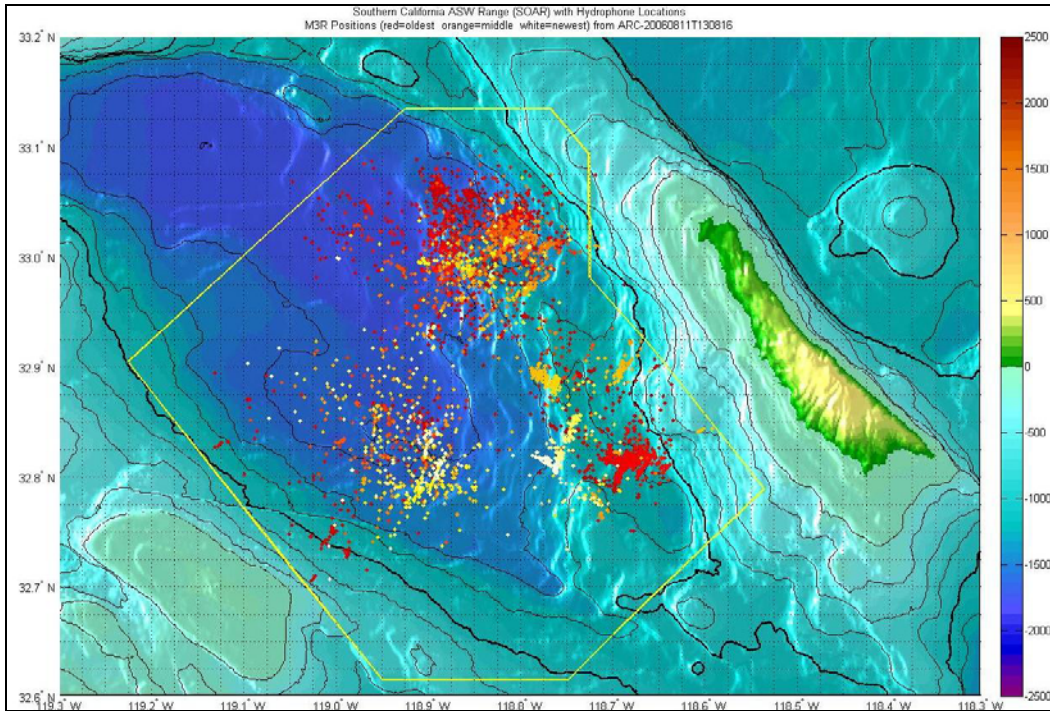 Southern California ASW Range (SOAR) with Hydrophone Locations
M3R Positions (red=oldest orange=middle white=newest) from ARC-20060811T130816
33.2° N
33.1° N
33.0° N
32.9° N
32.8° N
32.7° N
32.6° N
119.3° W
119.2° W
119.1° W
119.0° W
118.9° W
118.8° W
118.7° W
118.6° W
118.5° W
118.4° W
118.3° W
2500
2000
1500
1000
500
0
-500
-1000
-1500
-2000
-2500